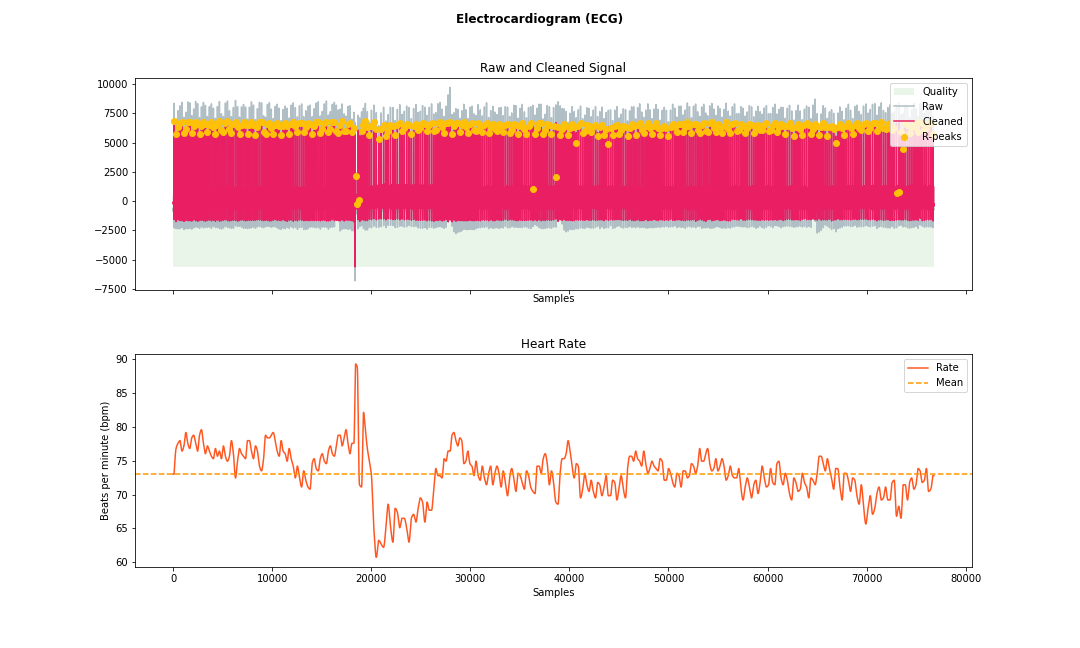 Electrocardiogram (ECG)
Raw and Cleaned Signal
10000
7500
5000
2500
0
−2500
−5000
−7500
Quality
Raw
Cleaned
R-peaks
Samples
Heart Rate
Beats per minute (bpm)
90
85
80
75
70
65
60
Rate
Mean
0 10000 20000 30000 40000 50000 60000 70000 80000
Samples